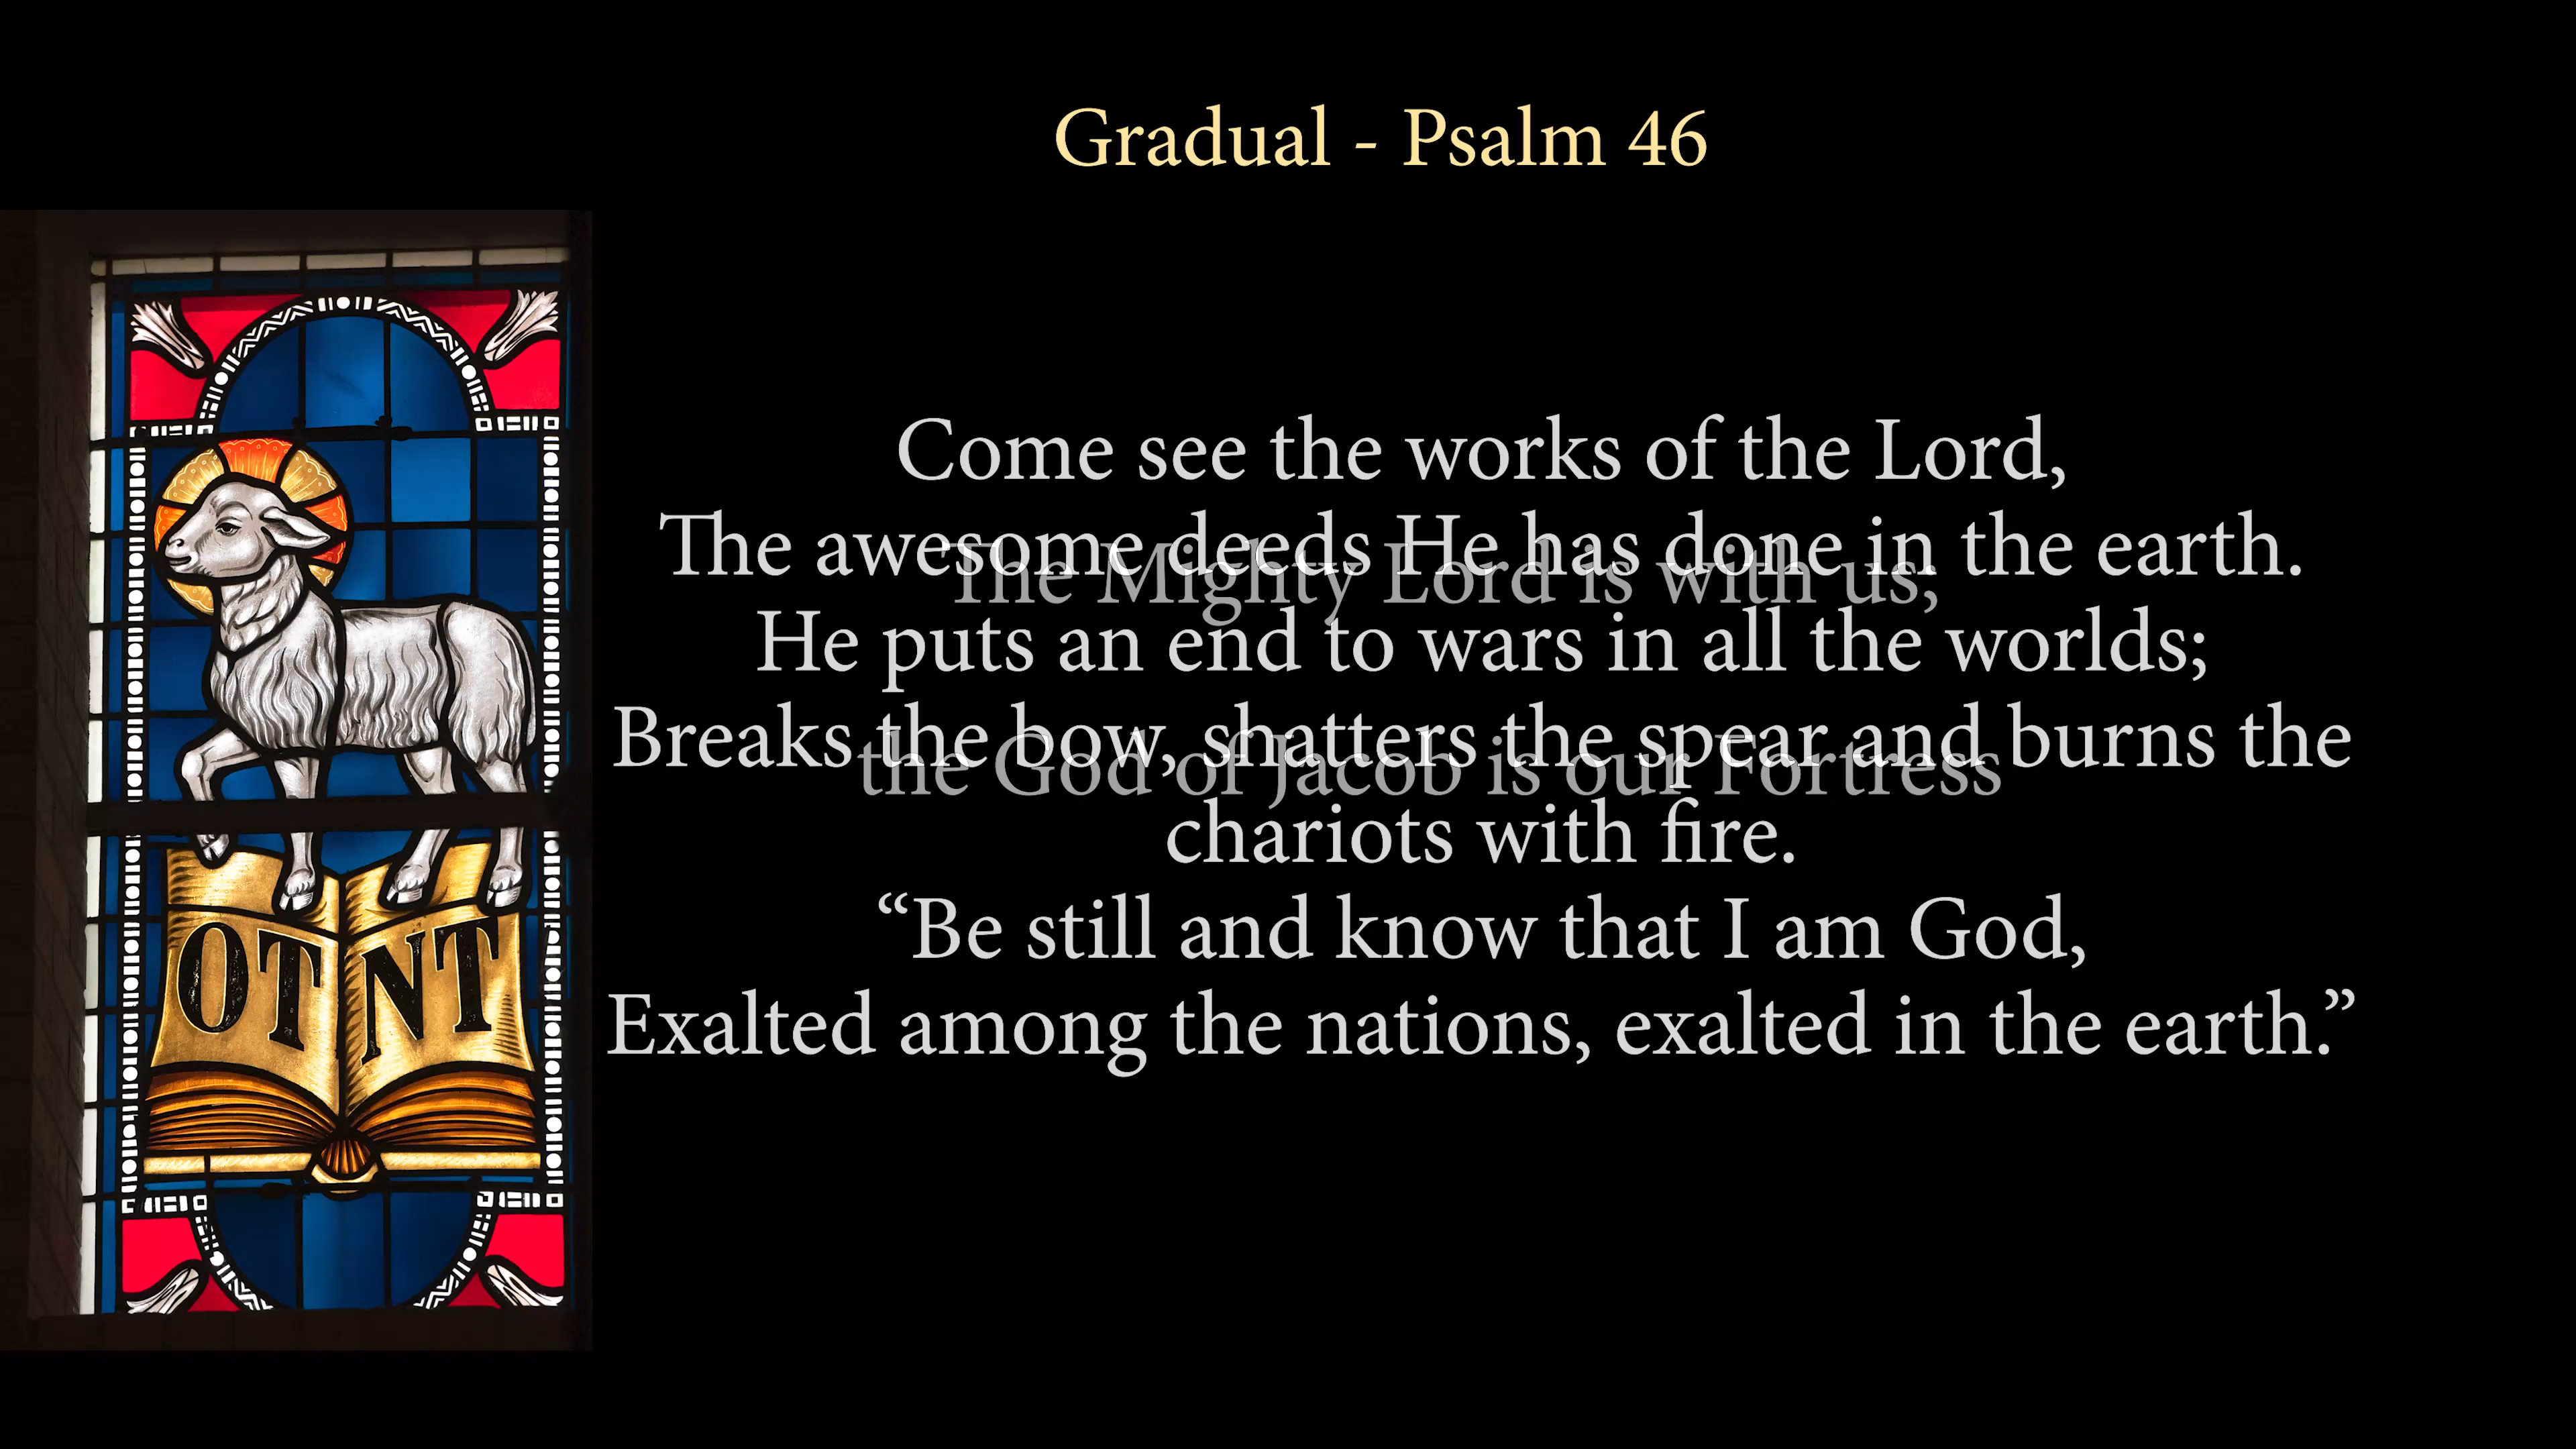 Gradual - Psalm 46
Come see the works of the Lord,
The awesome deeds He has done in the earth.
The Mighty Lord is with us;
He puts an end to wars in all the worlds;
Breaks the bow, shatters the spear and burns the
the God of Jacob is our Fortress
chariots with fire.
“Be still and know that I am God,
Exalted among the nations, exalted in the earth.”
OT NT